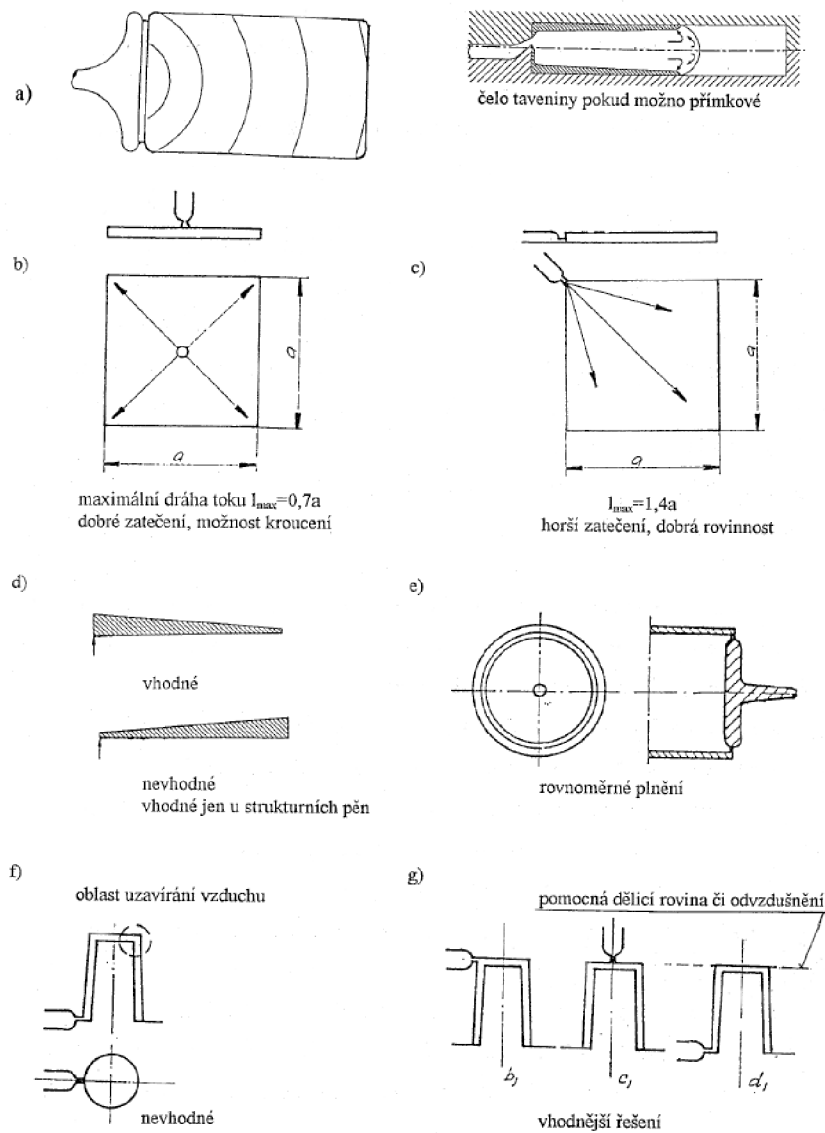 a)
čelo taveniny pokud možno přímkové
b)
a
a
maximální dráha toku lmax=0,7a
dobré zatečení, možnost kroucení
c)
a
a
lmax=1,4a
horší zatečení, dobrá rovinnost
d)
vhodné
nevhodné
vhodné jen u strukturních pěn
e)
rovnoměrné plnění
f)
oblast uzavírání vzduchu
nevhodné
g)
pomocná dělicí rovina či odvzdušnění
b1
c1
d1
vhodnější řešení